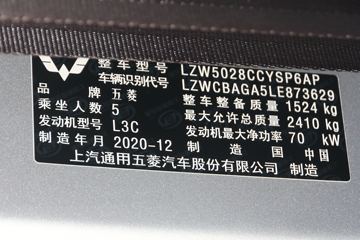 整车型号 LZW5028CCYSP6AP
车辆识别代号 LZWCBAGA5LE873629
品牌 五菱 整车整备质量 1524 kg
乘坐人数 5 最大允许总质量 2410 kg
发动机型号 L3C 发动机最大净功率 70 kW
制造年月 2020-12 制造国 中国
上汽通用五菱汽车股份有限公司 制造